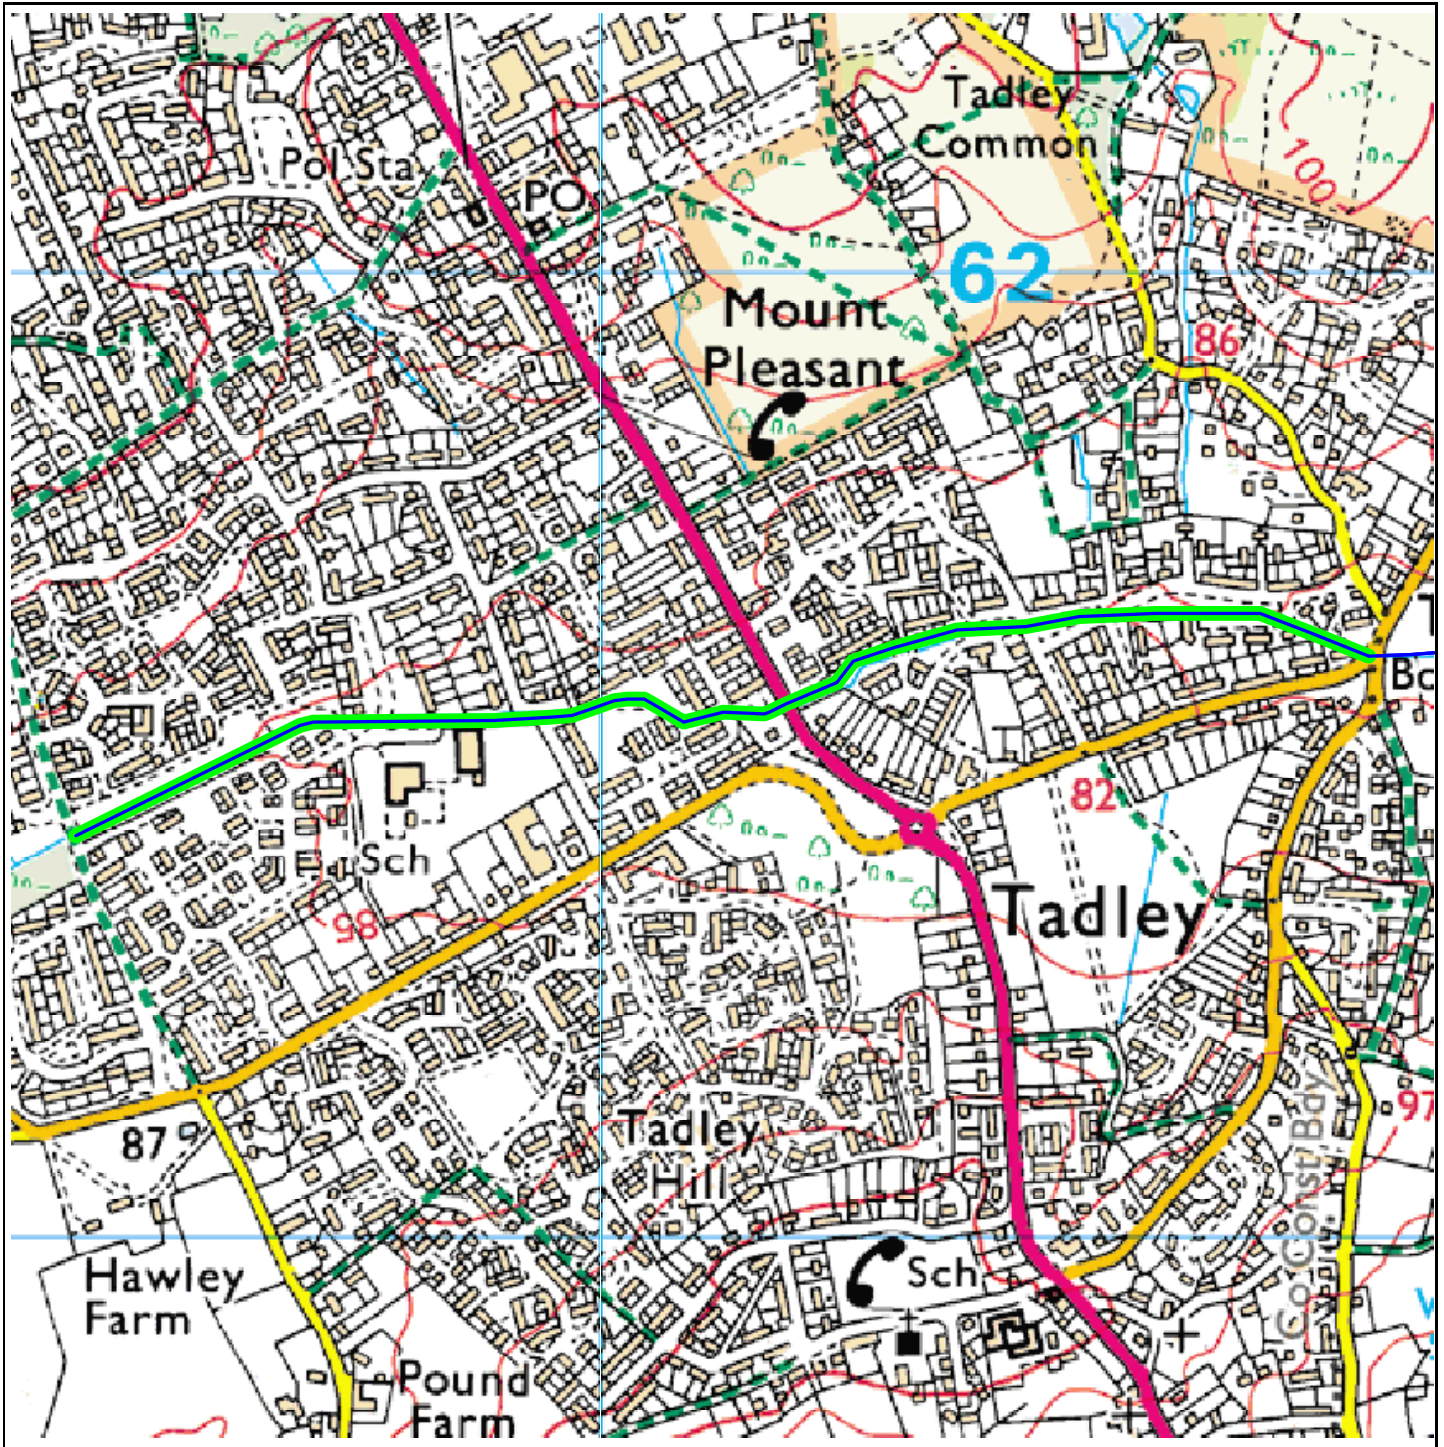 Tadley
Common
Pol Sta
PO
100
62
Mount
Pleasant
86
Sch
98
82
Tadley
87
Tadley
Hill
97
Hawley
Farm
Sch
Pound
Farm
Co Const Bdy